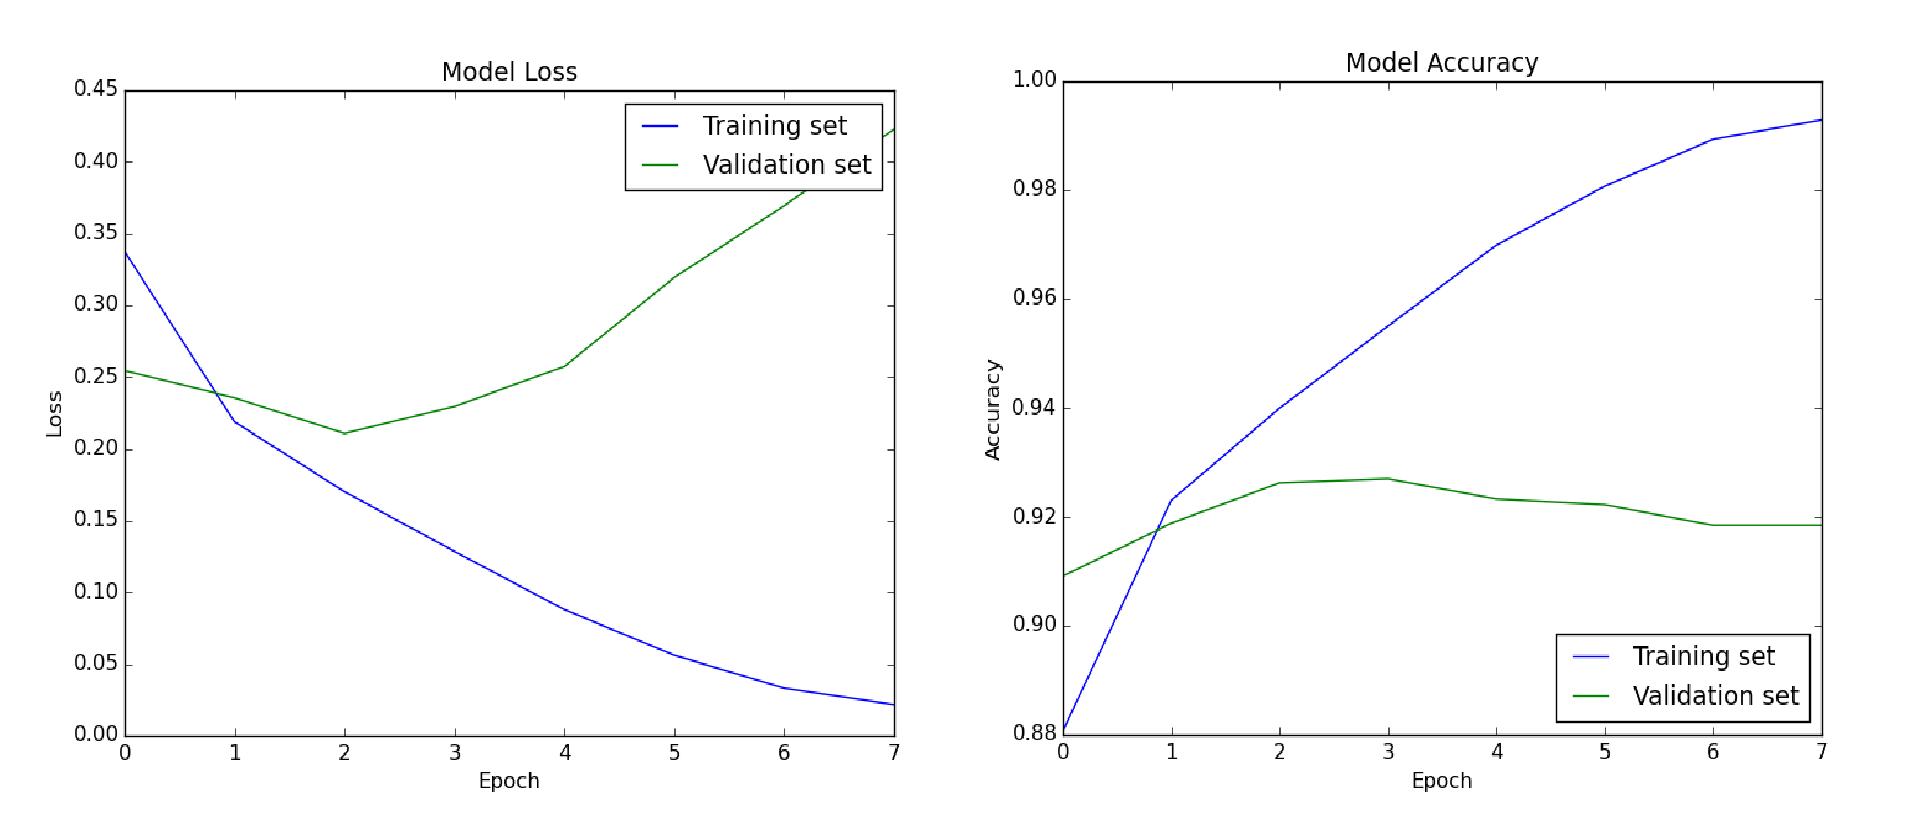 Model Loss
0.45
0.40
0.35
0.30
0.25
0.20
0.15
0.10
0.05
0.00
Loss
0 1 2 3 4 5 6 7
Epoch
Training set
Validation set
Model Accuracy
1.00
0.98
0.96
0.94
0.92
0.90
0.88
Accuracy
0 1 2 3 4 5 6 7
Epoch
Training set
Validation set